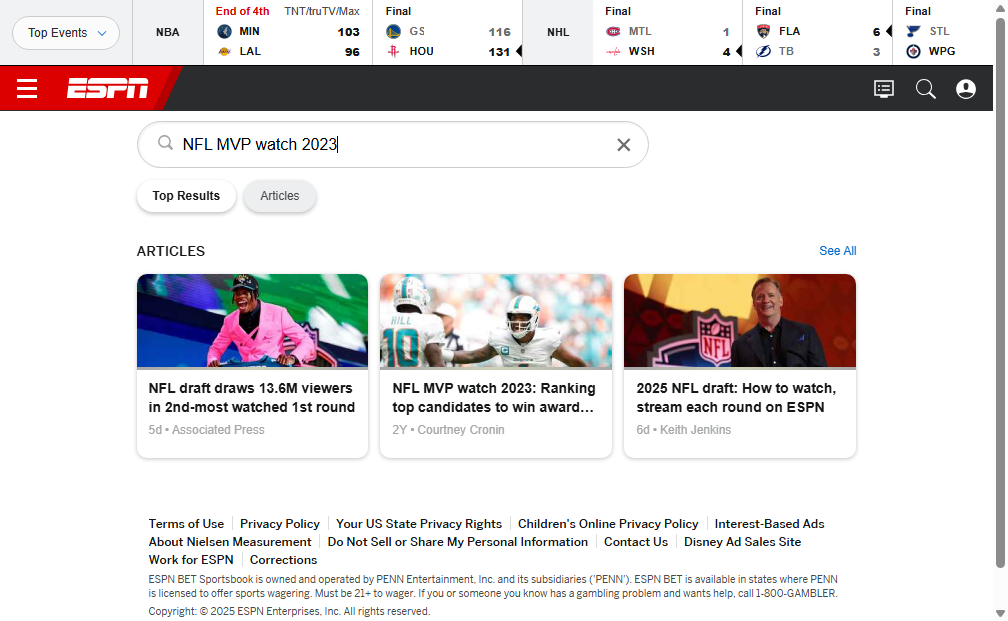 Top Events
NBA
End of 4th TNT/truTV/Max
MIN 103
LAL 96
Final
GS 116
HOU 131
NHL
Final
MTL 1
WSH 4
Final
FLA 6
TB 3
Final
STL
WPG
ESPN
NFL MVP watch 2023
Top Results
Articles
ARTICLES
See All
HILL
10
NFL
NFL draft draws 13.6M viewers
in 2nd-most watched 1st round
5d • Associated Press
NFL MVP watch 2023: Ranking
top candidates to win award...
2Y • Courtney Cronin
2025 NFL draft: How to watch,
stream each round on ESPN
6d • Keith Jenkins
Terms of Use Privacy Policy Your US State Privacy Rights Children's Online Privacy Policy Interest-Based Ads
About Nielsen Measurement Do Not Sell or Share My Personal Information Contact Us Disney Ad Sales Site
Work for ESPN Corrections
ESPN BET Sportsbook is owned and operated by PENN Entertainment, Inc. and its subsidiaries ('PENN'). ESPN BET is available in states where PENN
is licensed to offer sports wagering. Must be 21+ to wager. If you or someone you know has a gambling problem and wants help, call 1-800-GAMBLER.
Copyright: © 2025 ESPN Enterprises, Inc. All rights reserved.